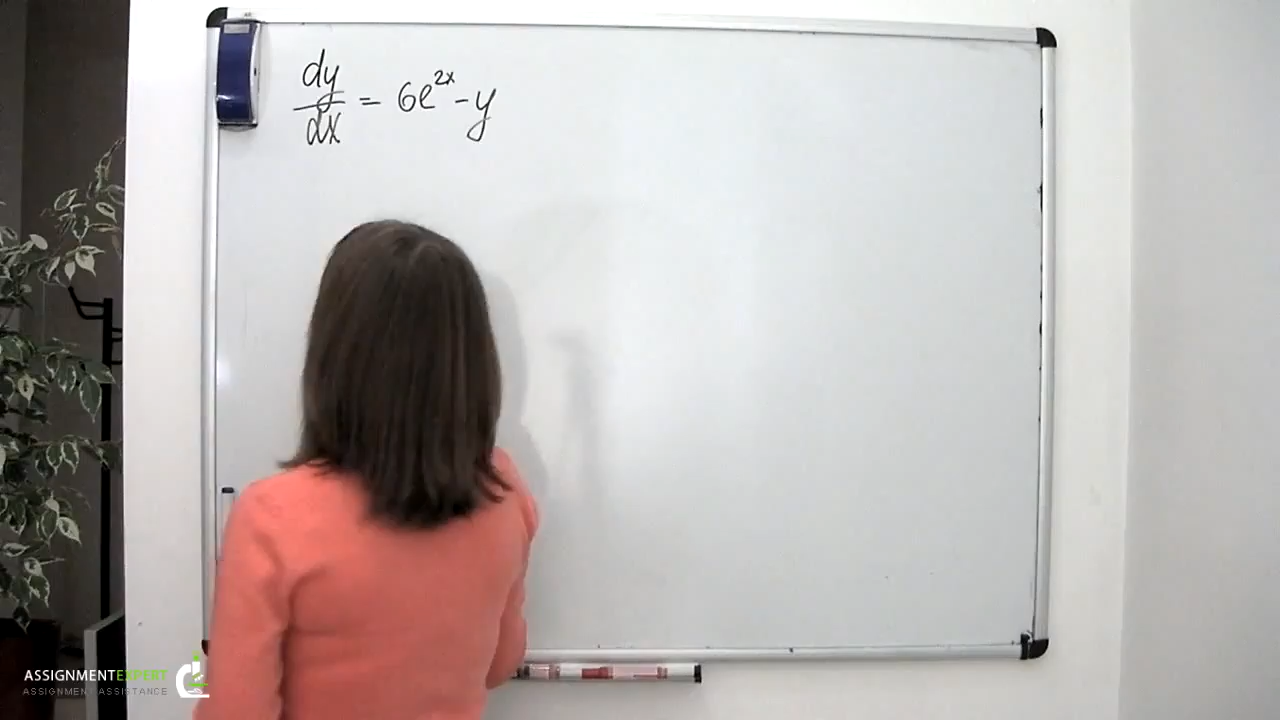 dy/dx = 6e^{2x} - y
ASSIGNMENTEXPERT
ASSIGNMENT ASSISTANCE